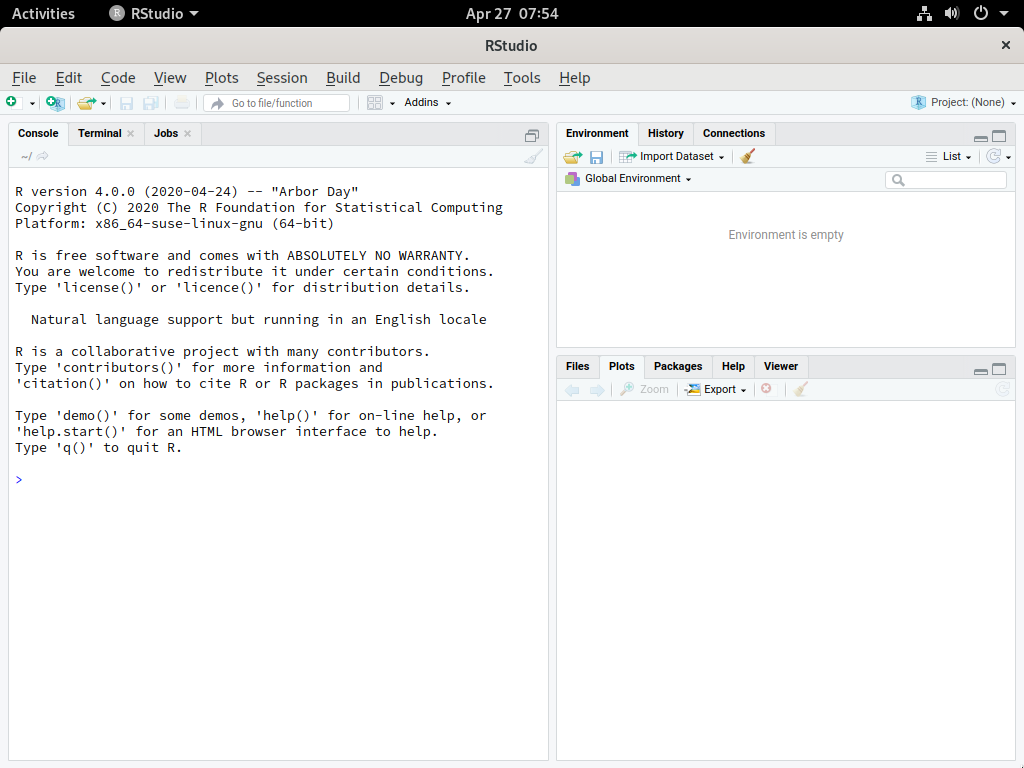 Activities RStudio Apr 27 07:54
RStudio
File Edit Code View Plots Session Build Debug Profile Tools Help
Go to file/function Addins Project: (None)
Console Terminal Jobs
~/
R version 4.0.0 (2020-04-24) -- "Arbor Day"
Copyright (C) 2020 The R Foundation for Statistical Computing
Platform: x86_64-suse-linux-gnu (64-bit)
R is free software and comes with ABSOLUTELY NO WARRANTY.
You are welcome to redistribute it under certain conditions.
Type 'license()' or 'licence()' for distribution details.
Natural language support but running in an English locale
R is a collaborative project with many contributors.
Type 'contributors()' for more information and
'citation()' on how to cite R or R packages in publications.
Type 'demo()' for some demos, 'help()' for on-line help, or
'help.start()' for an HTML browser interface to help.
Type 'q()' to quit R.
>
Environment History Connections
Import Dataset List
Global Environment
Environment is empty
Files Plots Packages Help Viewer
Zoom Export